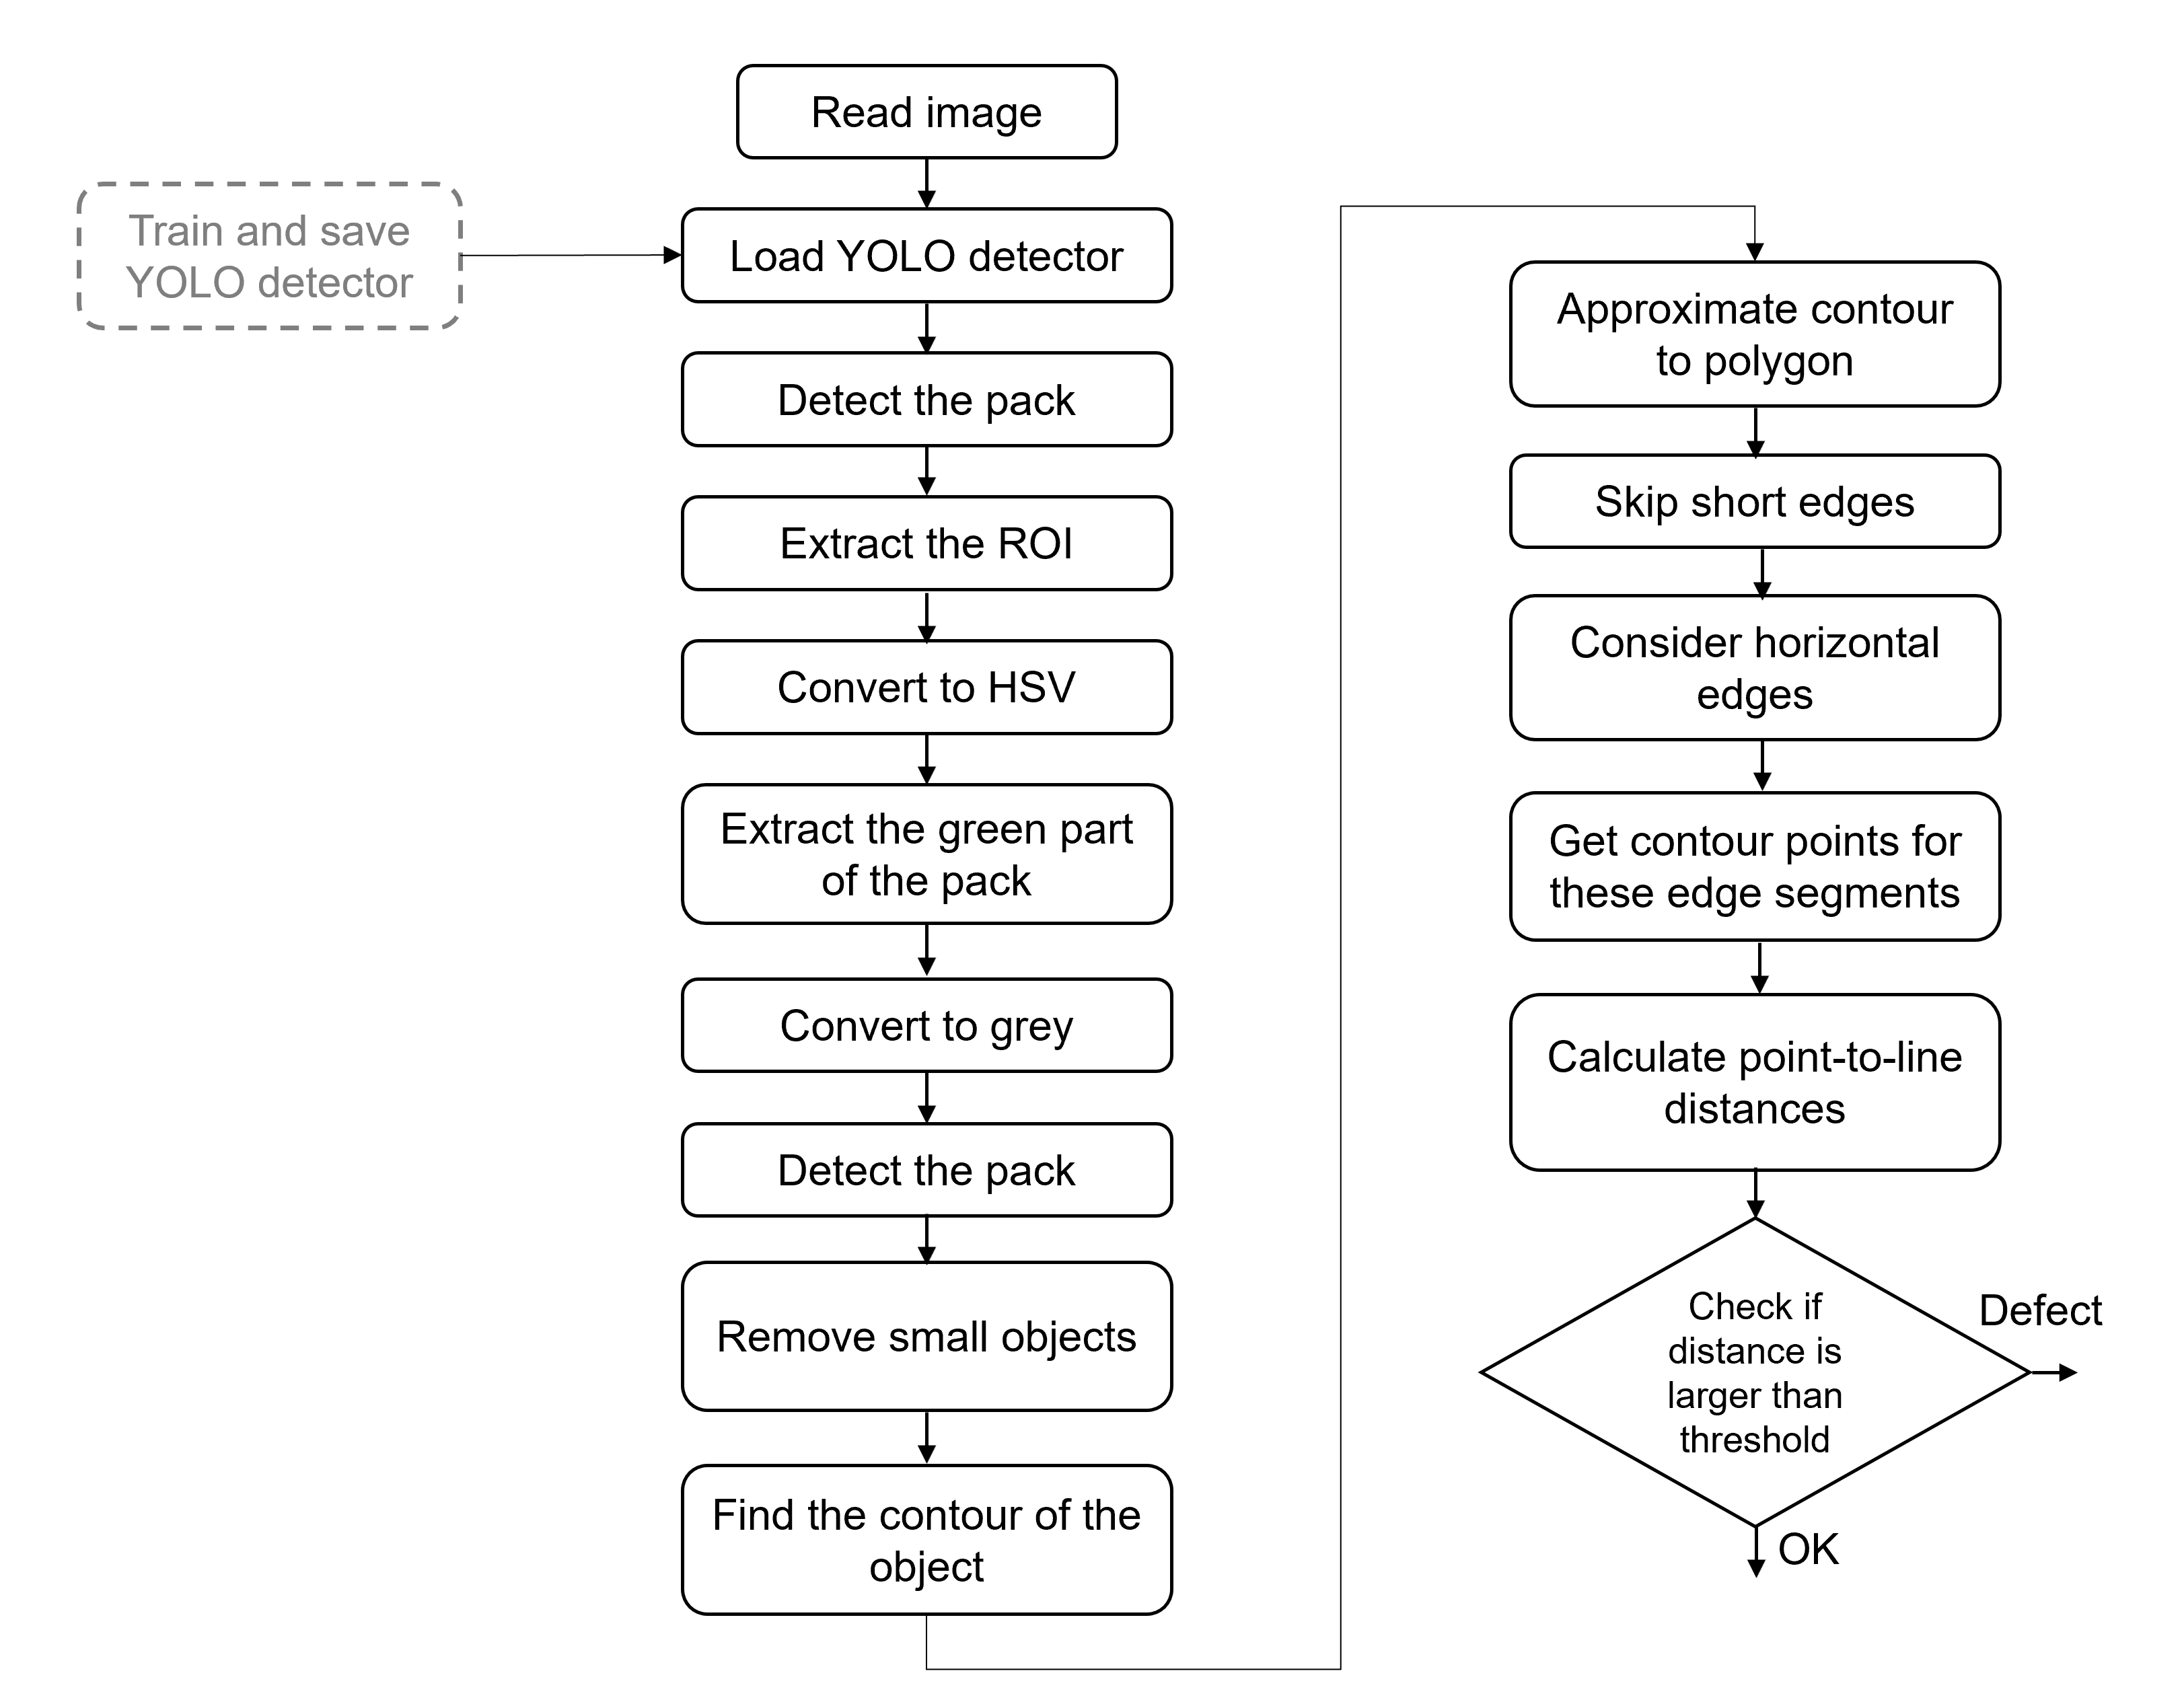 Read image
Train and save
YOLO detector
Load YOLO detector
Detect the pack
Extract the ROI
Convert to HSV
Extract the green part
of the pack
Convert to grey
Detect the pack
Remove small objects
Find the contour of the
object
Approximate contour
to polygon
Skip short edges
Consider horizontal
edges
Get contour points for
these edge segments
Calculate point-to-line
distances
Check if
distance is
larger than
threshold
Defect
OK